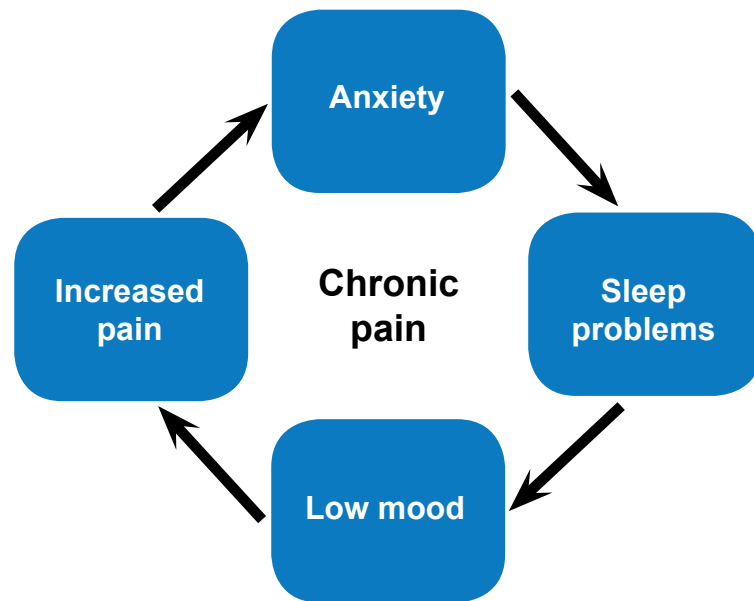 Anxiety
Increased
pain
Chronic
pain
Sleep
problems
Low mood